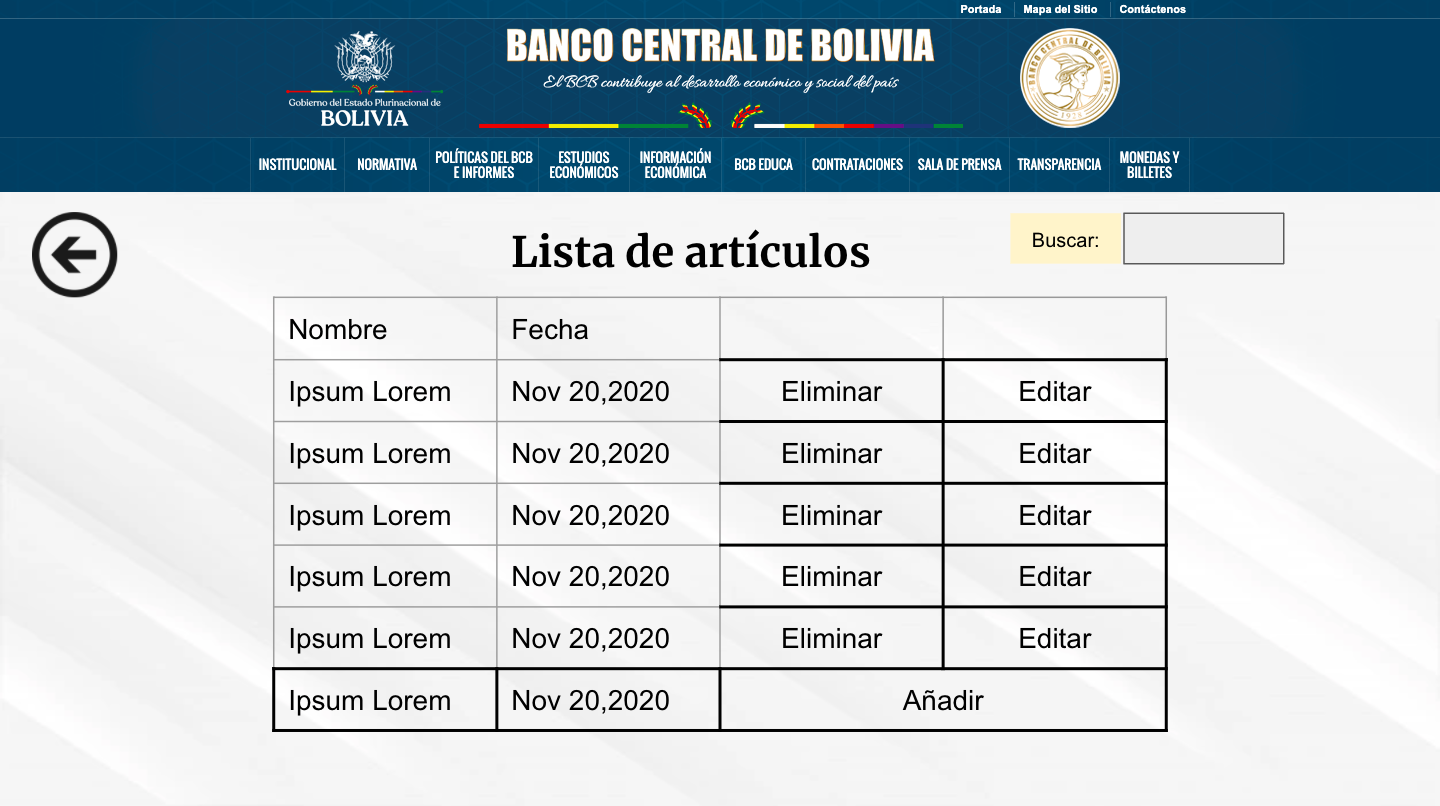 Portada Mapa del Sitio Contáctenos
BANCO CENTRAL DE BOLIVIA
El BCB contribuye al desarrollo económico y social del país
Gobierno del Estado Plurinacional de
BOLIVIA
BANCO CENTRAL DE BOLIVIA
1928
INSTITUCIONAL NORMATIVA POLÍTICAS DEL BCB E INFORMES ESTUDIOS ECONÓMICOS INFORMACIÓN ECONÓMICA BCB EDUCA CONTRATACIONES SALA DE PRENSA TRANSPARENCIA MONEDAS Y BILLETES
Lista de artículos
Buscar:
Nombre Fecha
Ipsum Lorem Nov 20,2020 Eliminar Editar
Ipsum Lorem Nov 20,2020 Eliminar Editar
Ipsum Lorem Nov 20,2020 Eliminar Editar
Ipsum Lorem Nov 20,2020 Eliminar Editar
Ipsum Lorem Nov 20,2020 Eliminar Editar
Ipsum Lorem Nov 20,2020 Añadir